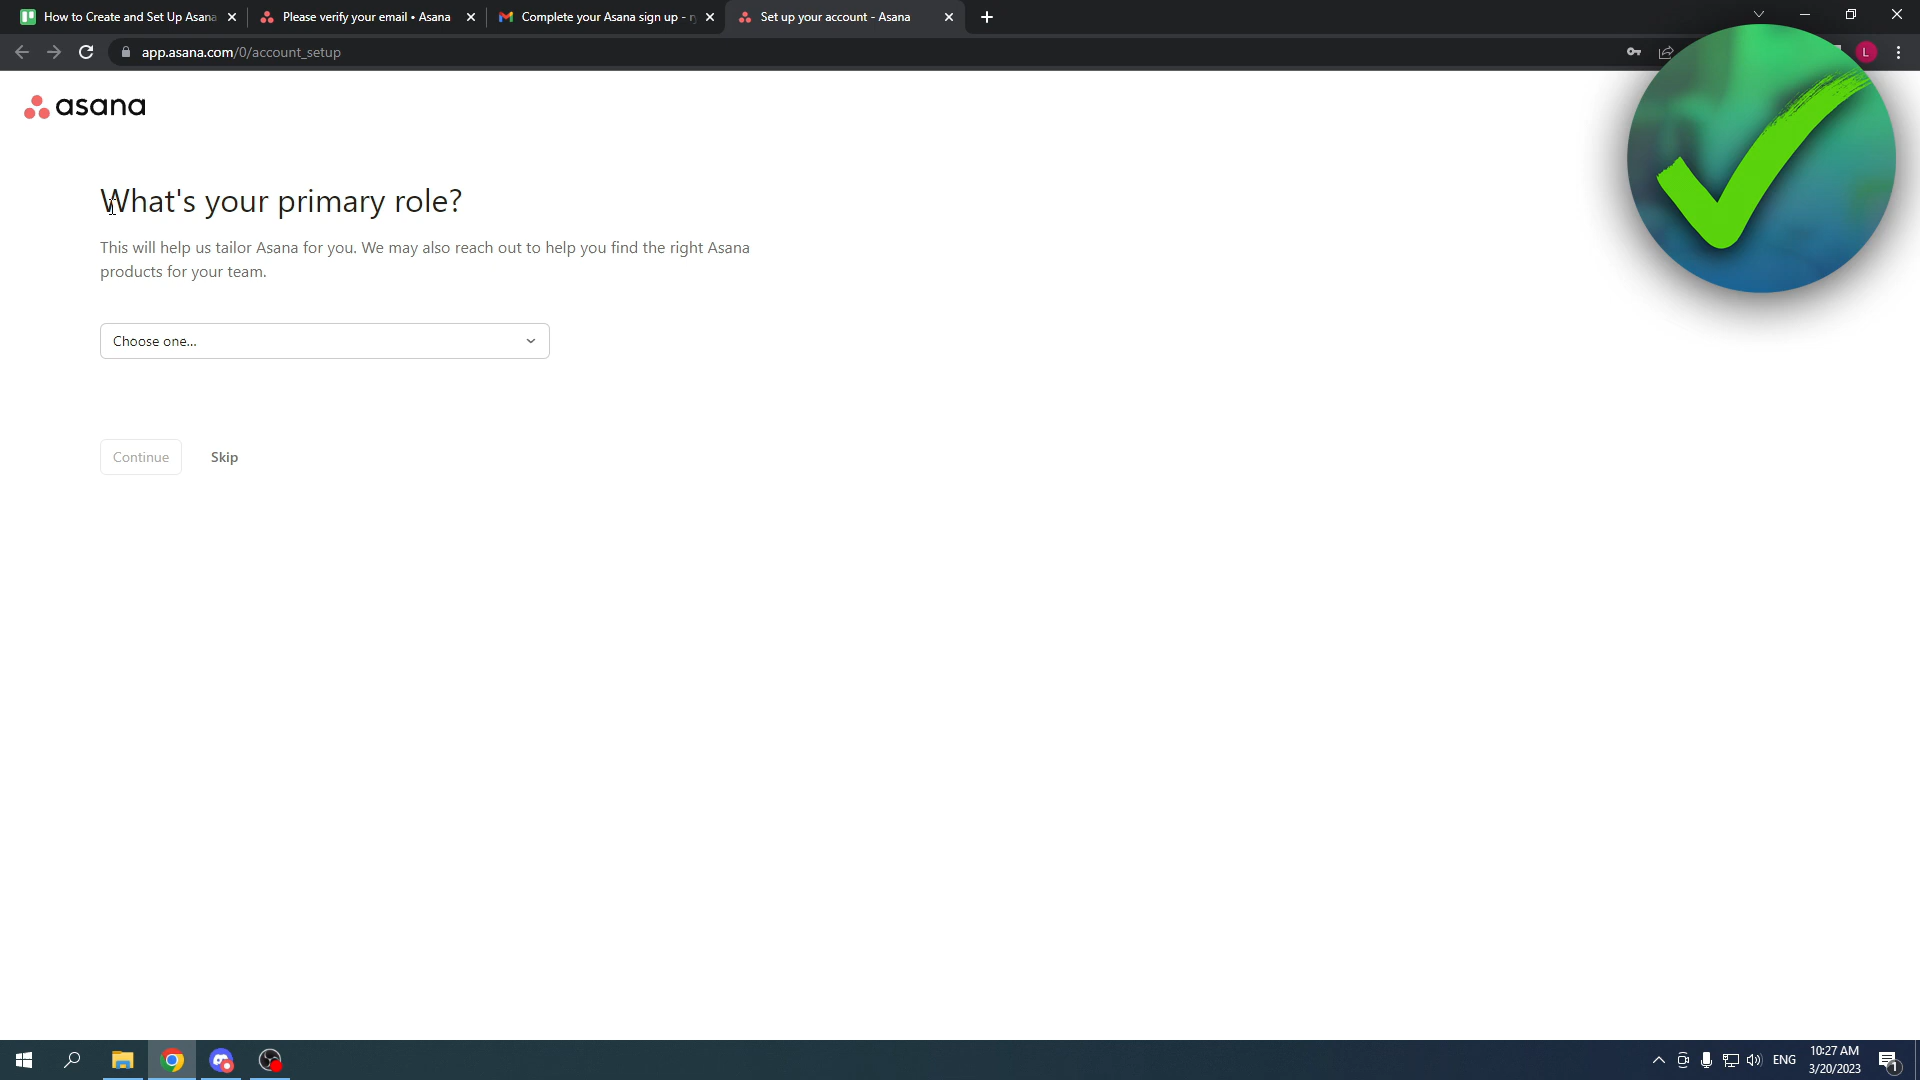 How to Create and Set Up Asana
Please verify your email • Asana
Complete your Asana sign up -
Set up your account - Asana
app.asana.com/0/account_setup
L
asana
What's your primary role?
This will help us tailor Asana for you. We may also reach out to help you find the right Asana
products for your team.
Choose one...
Continue
Skip
ENG
10:27 AM
3/20/2023
1